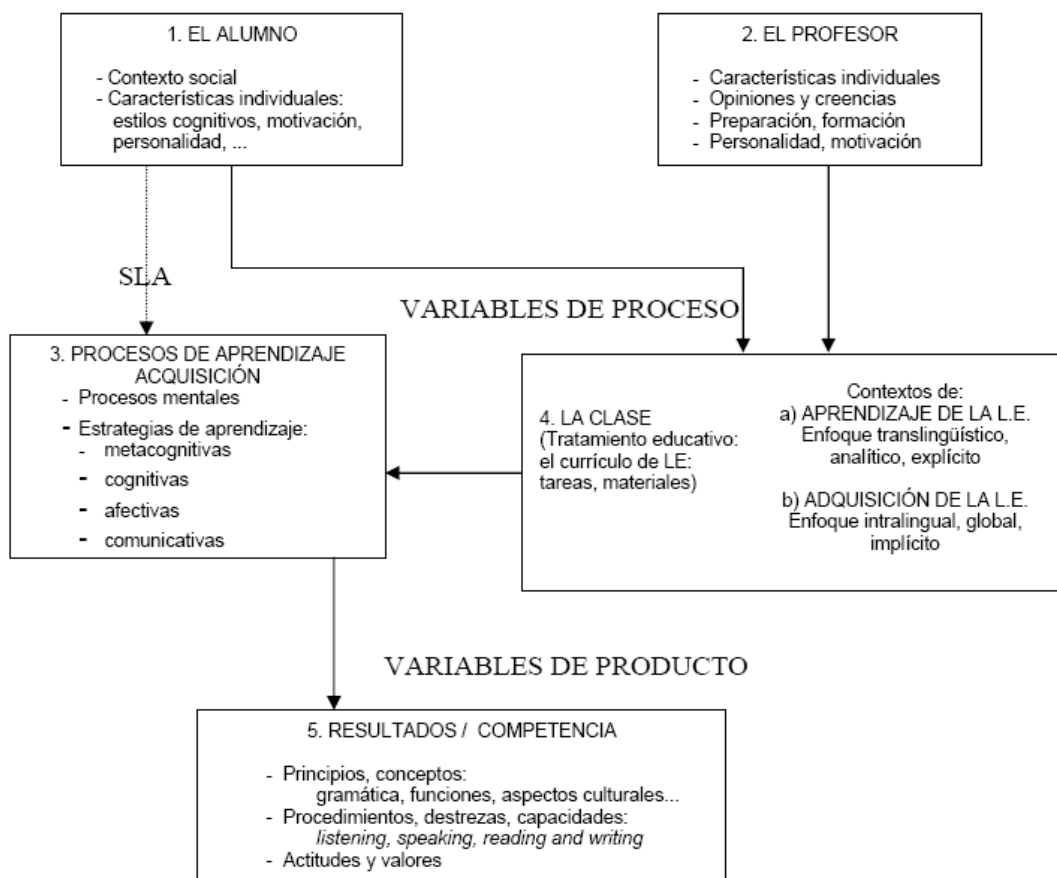 1. EL ALUMNO
- Contexto social
- Características individuales:
estilos cognitivos, motivación,
personalidad, ...
2. EL PROFESOR
- Características individuales
- Opiniones y creencias
- Preparación, formación
- Personalidad, motivación
SLA
VARIABLES DE PROCESO
3. PROCESOS DE APRENDIZAJE
ACQUISICIÓN
- Procesos mentales
- Estrategias de aprendizaje:
- metacognitivas
- cognitivas
- afectivas
- comunicativas
4. LA CLASE
(Tratamiento educativo:
el currículo de LE:
tareas, materiales)
Contextos de:
a) APRENDIZAJE DE LA L.E.
Enfoque translingüístico,
analítico, explícito
b) ADQUISICIÓN DE LA L.E.
Enfoque intralingual, global,
implícito
VARIABLES DE PRODUCTO
5. RESULTADOS / COMPETENCIA
- Principios, conceptos:
gramática, funciones, aspectos culturales...
- Procedimientos, destrezas, capacidades:
listening, speaking, reading and writing
- Actitudes y valores